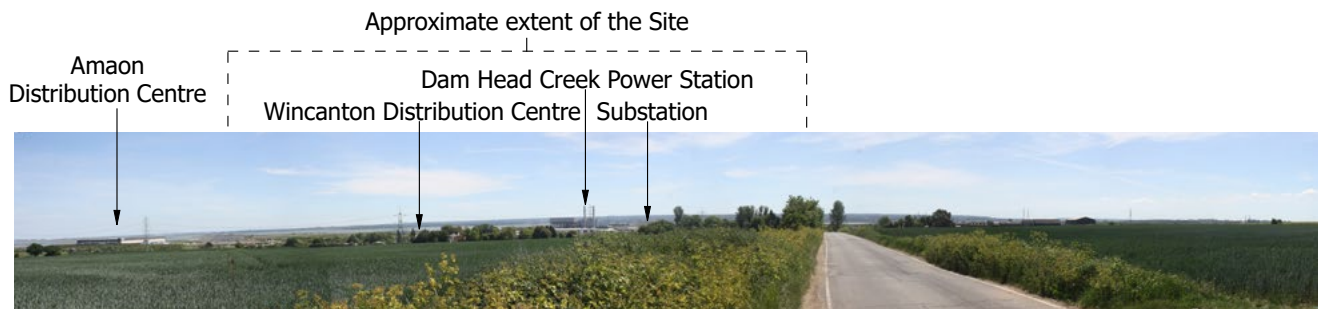 Approximate extent of the Site
Amaon
Distribution Centre
Dam Head Creek Power Station
Wincanton Distribution Centre
Substation